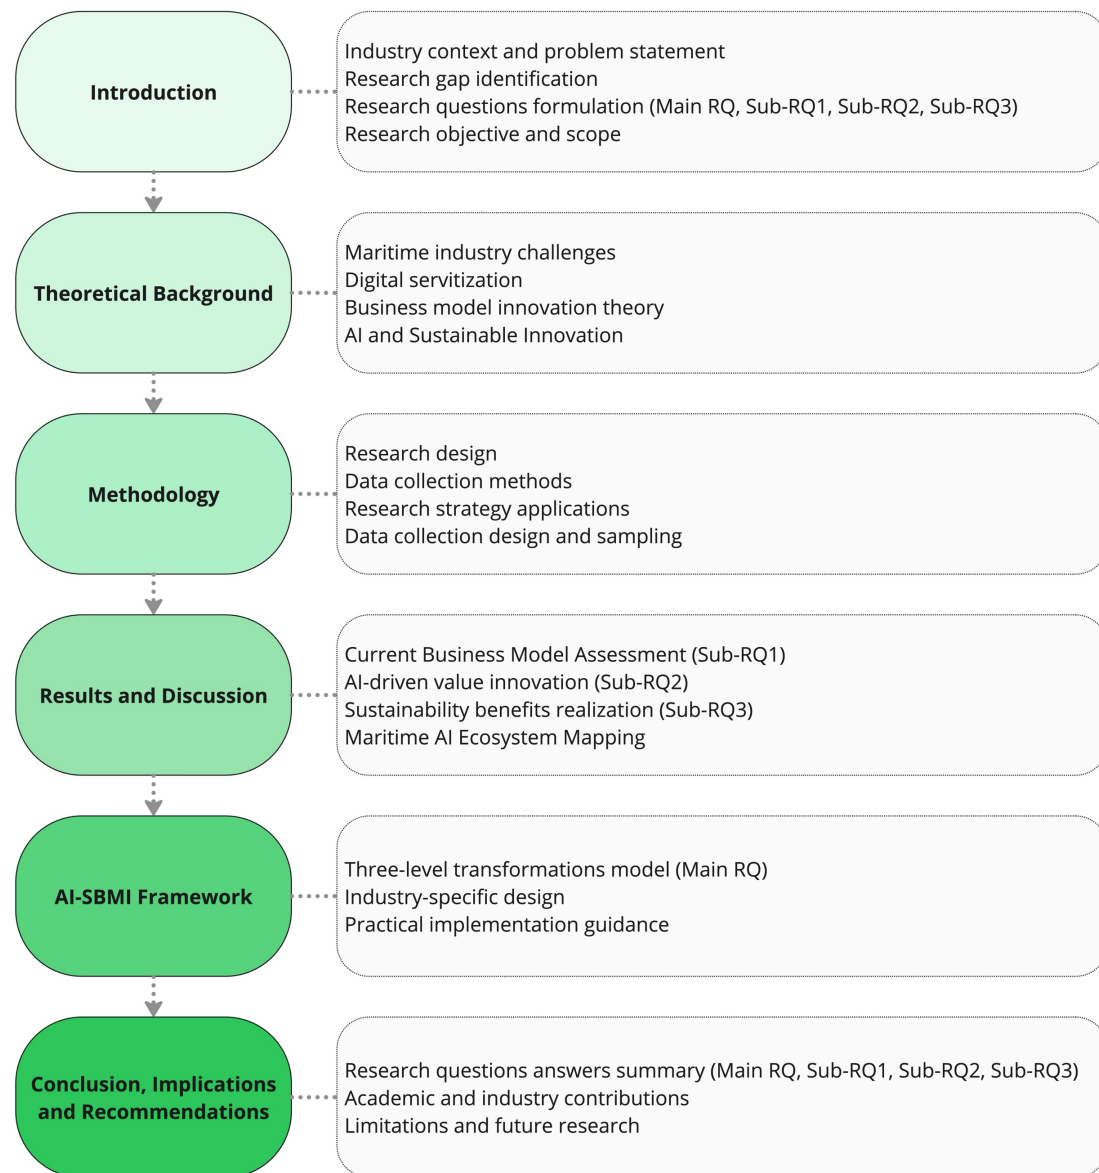 Introduction
Industry context and problem statement
Research gap identification
Research questions formulation (Main RQ, Sub-RQ1, Sub-RQ2, Sub-RQ3)
Research objective and scope
Theoretical Background
Maritime industry challenges
Digital servitization
Business model innovation theory
AI and Sustainable Innovation
Methodology
Research design
Data collection methods
Research strategy applications
Data collection design and sampling
Results and Discussion
Current Business Model Assessment (Sub-RQ1)
AI-driven value innovation (Sub-RQ2)
Sustainability benefits realization (Sub-RQ3)
Maritime AI Ecosystem Mapping
AI-SBMI Framework
Three-level transformations model (Main RQ)
Industry-specific design
Practical implementation guidance
Conclusion, Implications
and Recommendations
Research questions answers summary (Main RQ, Sub-RQ1, Sub-RQ2, Sub-RQ3)
Academic and industry contributions
Limitations and future research